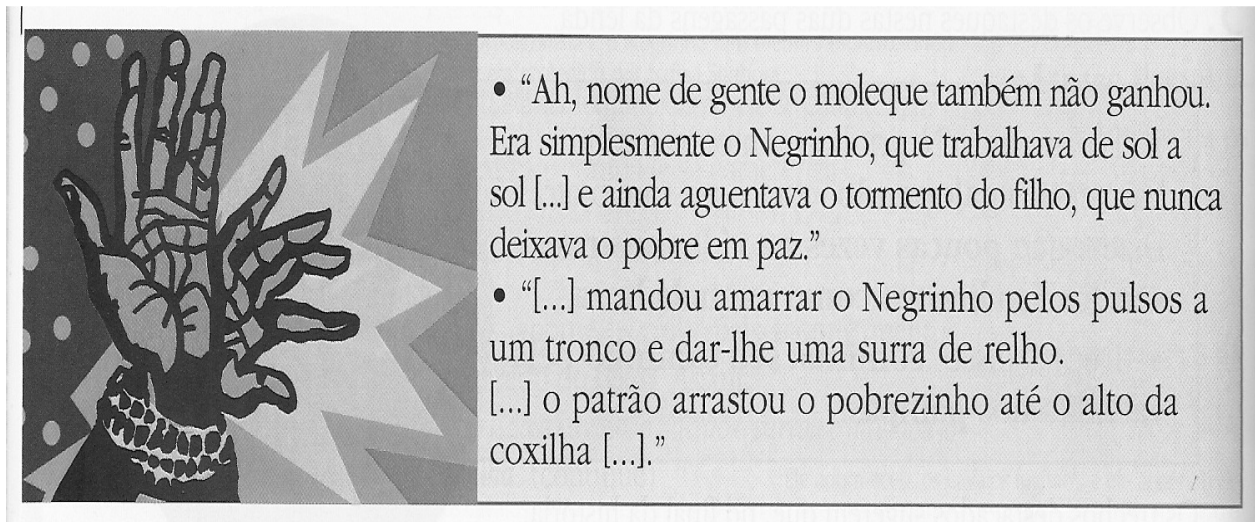 • “Ah, nome de gente o moleque também não ganhou.
Era simplesmente o Negrinho, que trabalhava de sol a
sol [...] e ainda aguentava o tormento do filho, que nunca
deixava o pobre em paz.”
• “[...] mandou amarrar o Negrinho pelos pulsos a
um tronco e dar-lhe uma surra de relho.
[...] o patrão arrastou o pobrezinho até o alto da
coxilha [...].”